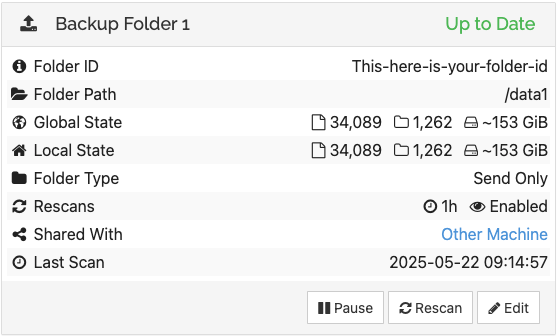 Backup Folder 1 Up to Date
Folder ID This-here-is-your-folder-id
Folder Path /data1
Global State 34,089 1,262 ~153 GiB
Local State 34,089 1,262 ~153 GiB
Folder Type Send Only
Rescans 1h Enabled
Shared With Other Machine
Last Scan 2025-05-22 09:14:57
Pause Rescan Edit